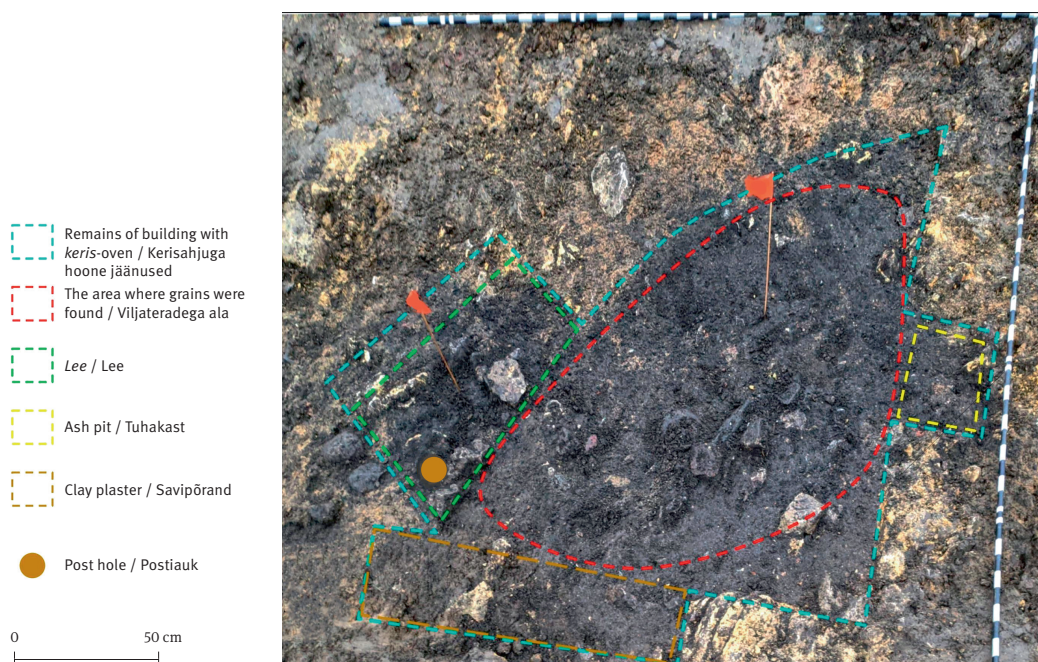 Remains of building with
keris-oven / Kerisahjuga
hoone jäänused
The area where grains were
found / Viljateradega ala
Lee / Lee
Ash pit / Tuhakast
Clay plaster / Savipõrand
Post hole / Postiauk
0 50 cm